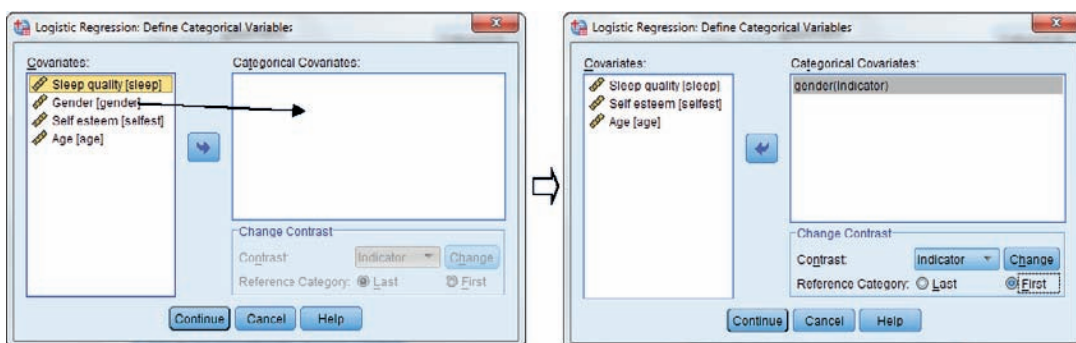 Logistic Regression: Define Categorical Variables
Covariates:
Categorical Covariates:
Sleep quality [sleep]
Gender [gender]
Self esteem [selfest]
Age [age]
Change Contrast
Contrast: Indicator Change
Reference Category: Last First
Continue Cancel Help
Logistic Regression: Define Categorical Variables
Covariates:
Categorical Covariates:
Sleep quality [sleep]
Self esteem [selfest]
Age [age]
gender(Indicator)
Change Contrast
Contrast: Indicator Change
Reference Category: Last First
Continue Cancel Help